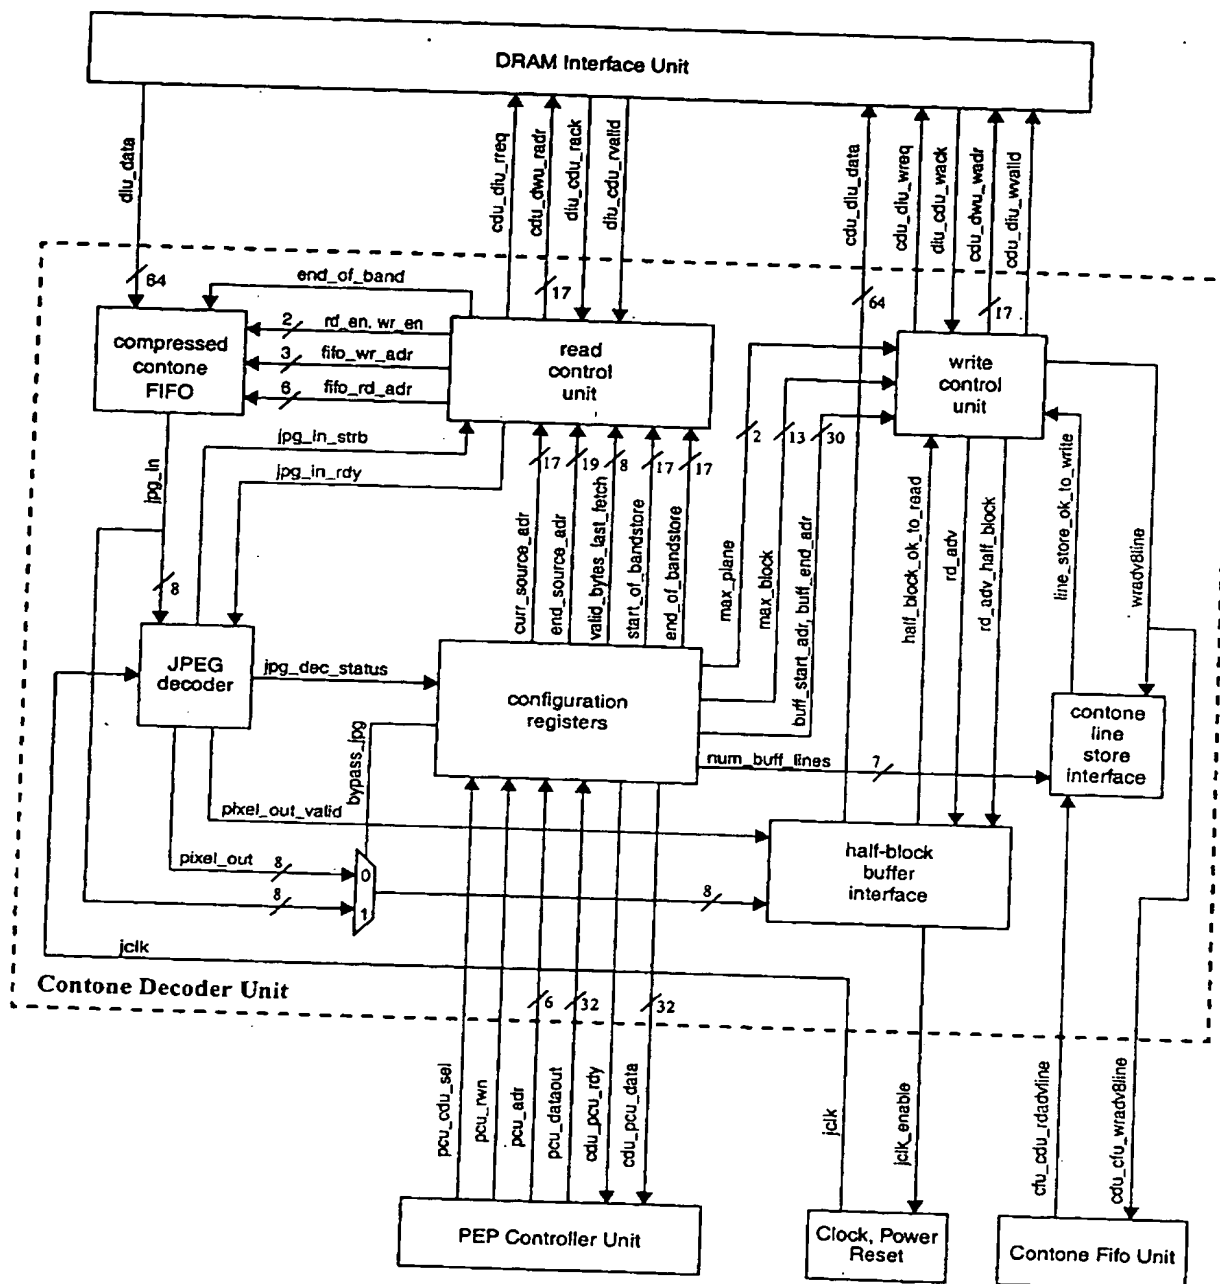 DRAM Interface Unit
diu_data
cdu_diu_rreq
cdu_dwu_radr
diu_cdu_rack
diu_cdu_rvalid
cdu_diu_data
cdu_diu_wreq
diu_cdu_wack
cdu_dwu_wadr
cdu_diu_wvalid
64
end_of_band
17
64
17
compressed
contone
FIFO
2
rd_en, wr_en
3
fifo_wr_adr
6
fifo_rd_adr
read
control
unit
write
control
unit
jpg_in
jpg_in_strb
jpg_in_rdy
17
19
8
17
17
2
13
30
8
curr_source_adr
end_source_adr
valid_bytes_last_fetch
start_of_bandstore
end_of_bandstore
max_plane
max_block
buff_start_adr, buff_end_adr
half_block_ok_to_read
rd_adv
rd_adv_half_block
line_store_ok_to_write
wradv8line
JPEG
decoder
jpg_dec_status
configuration
registers
bypass_jpg
num_buff_lines
7
contone
line
store
interface
pixel_out_valid
pixel_out
8
0
8
1
8
half-block
buffer
interface
jclk
Contone Decoder Unit
6
32
32
pcu_cdu_sel
pcu_rwn
pcu_adr
pcu_dataout
cdu_pcu_rdy
cdu_pcu_data
jclk
jclk_enable
cfu_cdu_rdadvline
cdu_cfu_wradv8line
PEP Controller Unit
Clock, Power
Reset
Contone Fifo Unit